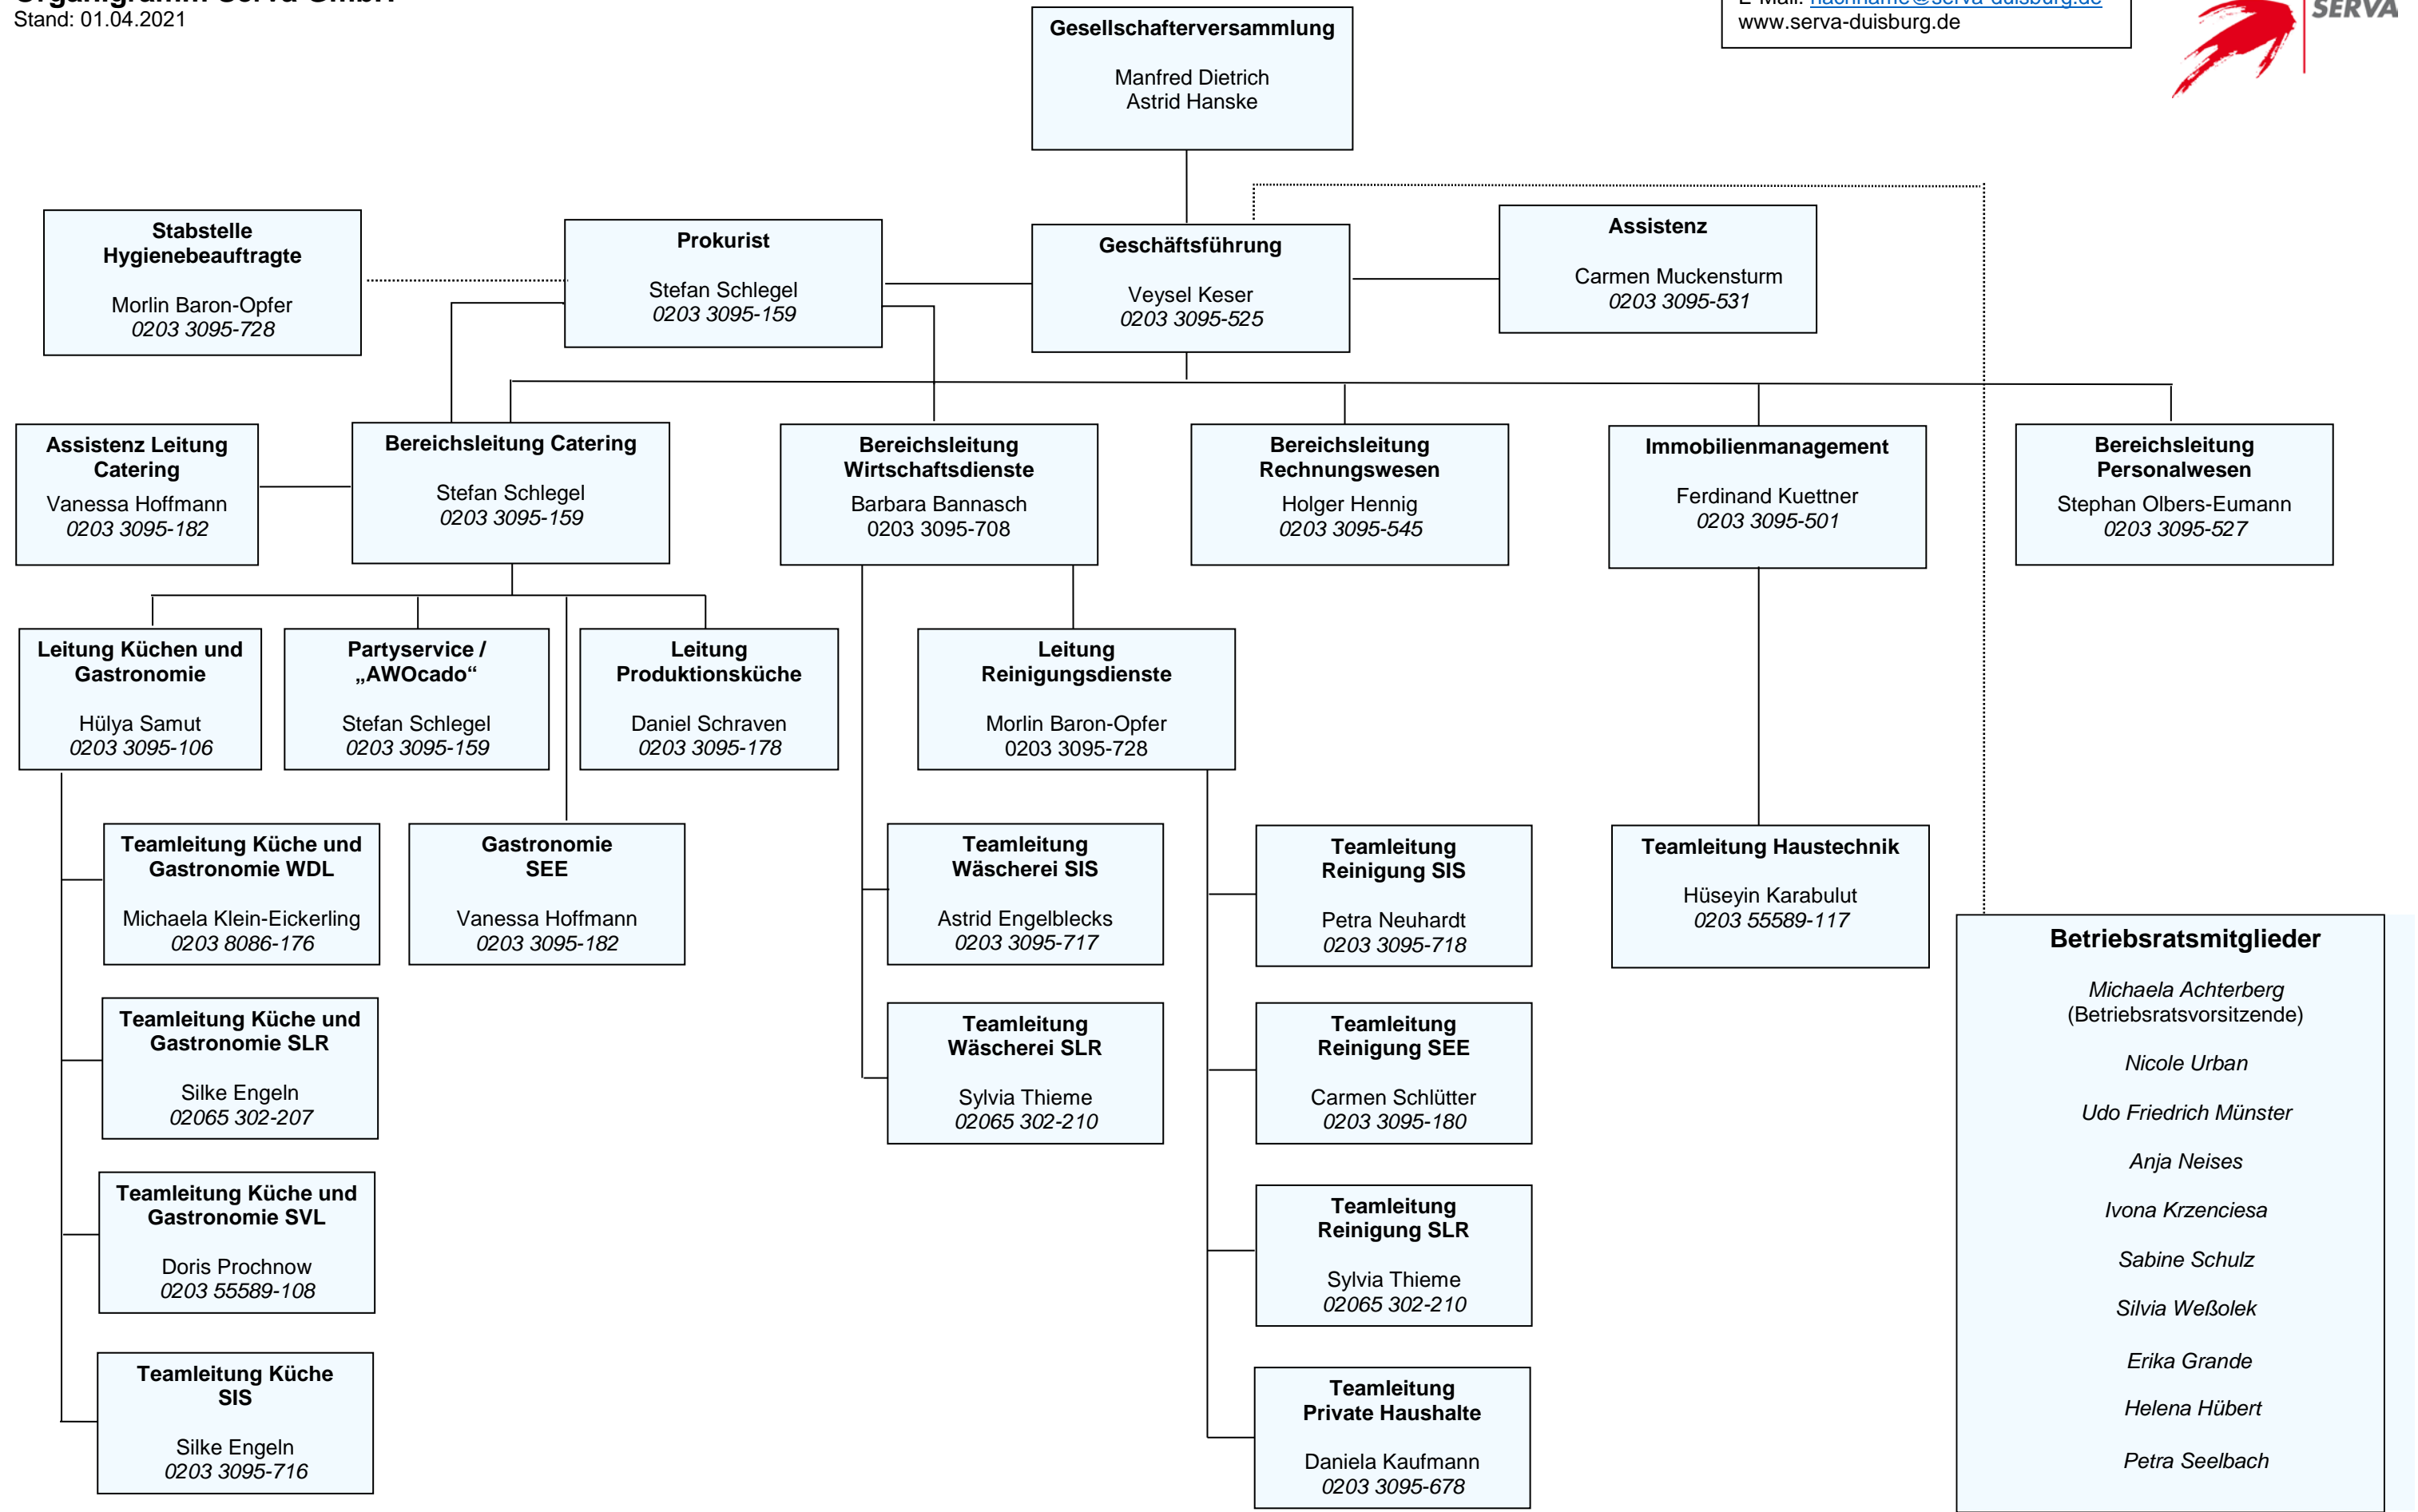 Organigramm Serva GmbH
Stand: 01.04.2021
E-Mail: nachname@serva-duisburg.de
www.serva-duisburg.de
SERVA
Gesellschafterversammlung
Manfred Dietrich
Astrid Hanske
Stabstelle
Hygienebeauftragte
Morlin Baron-Opfer
0203 3095-728
Prokurist
Stefan Schlegel
0203 3095-159
Geschäftsführung
Veysel Keser
0203 3095-525
Assistenz
Carmen Muckensturm
0203 3095-531
Assistenz Leitung
Catering
Vanessa Hoffmann
0203 3095-182
Bereichsleitung Catering
Stefan Schlegel
0203 3095-159
Bereichsleitung
Wirtschaftsdienste
Barbara Bannasch
0203 3095-708
Bereichsleitung
Rechnungswesen
Holger Hennig
0203 3095-545
Immobilienmanagement
Ferdinand Kuettner
0203 3095-501
Bereichsleitung
Personalwesen
Stephan Olbers-Eumann
0203 3095-527
Leitung Küchen und
Gastronomie
Hülya Samut
0203 3095-106
Partyservice /
„AWOcado“
Stefan Schlegel
0203 3095-159
Leitung
Produktionsküche
Daniel Schraven
0203 3095-178
Leitung
Reinigungsdienste
Morlin Baron-Opfer
0203 3095-728
Teamleitung Küche und
Gastronomie WDL
Michaela Klein-Eickerling
0203 8086-176
Gastronomie
SEE
Vanessa Hoffmann
0203 3095-182
Teamleitung
Wäscherei SIS
Astrid Engelblecks
0203 3095-717
Teamleitung
Reinigung SIS
Petra Neuhardt
0203 3095-718
Teamleitung Haustechnik
Hüseyin Karabulut
0203 55589-117
Teamleitung Küche und
Gastronomie SLR
Silke Engeln
02065 302-207
Teamleitung
Wäscherei SLR
Sylvia Thieme
02065 302-210
Teamleitung
Reinigung SEE
Carmen Schlütter
0203 3095-180
Teamleitung Küche und
Gastronomie SVL
Doris Prochnow
0203 55589-108
Teamleitung
Reinigung SLR
Sylvia Thieme
02065 302-210
Teamleitung Küche
SIS
Silke Engeln
0203 3095-716
Teamleitung
Private Haushalte
Daniela Kaufmann
0203 3095-678
Betriebsratsmitglieder
Michaela Achterberg
(Betriebsratsvorsitzende)
Nicole Urban
Udo Friedrich Münster
Anja Neises
Ivona Krzenciesa
Sabine Schulz
Silvia Weßolek
Erika Grande
Helena Hübert
Petra Seelbach